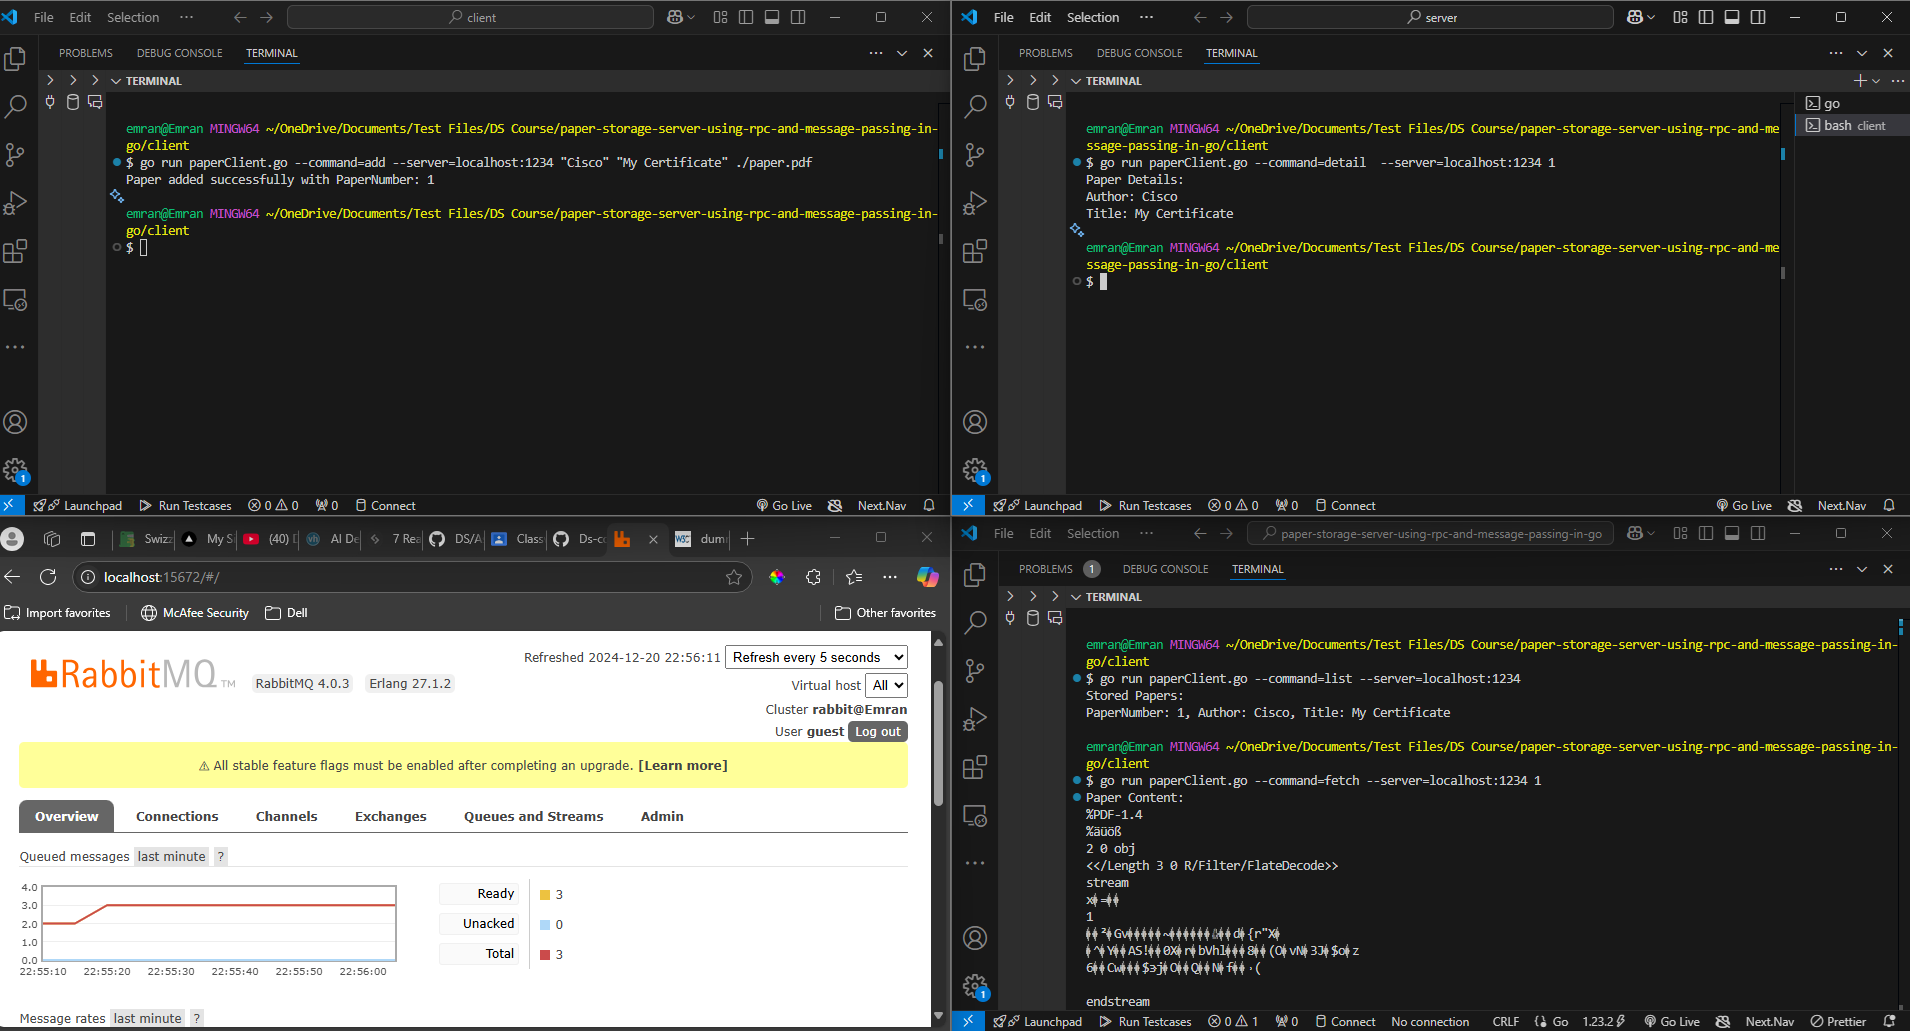 File Edit Selection ··· client
PROBLEMS DEBUG CONSOLE TERMINAL
TERMINAL
emran@Emran MINGW64 ~/OneDrive/Documents/Test Files/DS Course/paper-storage-server-using-rpc-and-message-passing-in-
go/client
$ go run paperClient.go --command=add --server=localhost:1234 "Cisco" "My Certificate" ./paper.pdf
Paper added successfully with PaperNumber: 1
emran@Emran MINGW64 ~/OneDrive/Documents/Test Files/DS Course/paper-storage-server-using-rpc-and-message-passing-in-
go/client
$
1
Launchpad Run Testcases 0 0 0 Connect Go Live Next.Nav
File Edit Selection ··· server
PROBLEMS DEBUG CONSOLE TERMINAL
TERMINAL
go
bash client
emran@Emran MINGW64 ~/OneDrive/Documents/Test Files/DS Course/paper-storage-server-using-rpc-and-me
ssage-passing-in-go/client
$ go run paperClient.go --command=detail  --server=localhost:1234 1
Paper Details:
Author: Cisco
Title: My Certificate
emran@Emran MINGW64 ~/OneDrive/Documents/Test Files/DS Course/paper-storage-server-using-rpc-and-me
ssage-passing-in-go/client
$
1
Launchpad Run Testcases 0 0 0 Connect Go Live Next.Nav
Swizz My S (40) AI De 7 Rea DS/A Class Ds-c dum
localhost:15672/#/
Import favorites McAfee Security Dell Other favorites
RabbitMQ TM RabbitMQ 4.0.3 Erlang 27.1.2
Refreshed 2024-12-20 22:56:11 Refresh every 5 seconds
Virtual host All
Cluster rabbit@Emran
User guest Log out
⚠ All stable feature flags must be enabled after completing an upgrade. [Learn more]
Overview Connections Channels Exchanges Queues and Streams Admin
Queued messages last minute ?
4.0
3.0
2.0
1.0
0.0
22:55:10 22:55:20 22:55:30 22:55:40 22:55:50 22:56:00
Ready 3
Unacked 0
Total 3
Message rates last minute ?
File Edit Selection ··· paper-storage-server-using-rpc-and-message-passing-in-go
PROBLEMS 1 DEBUG CONSOLE TERMINAL
TERMINAL
emran@Emran MINGW64 ~/OneDrive/Documents/Test Files/DS Course/paper-storage-server-using-rpc-and-message-passing-in-
go/client
$ go run paperClient.go --command=list --server=localhost:1234
Stored Papers:
PaperNumber: 1, Author: Cisco, Title: My Certificate
emran@Emran MINGW64 ~/OneDrive/Documents/Test Files/DS Course/paper-storage-server-using-rpc-and-message-passing-in-
go/client
$ go run paperClient.go --command=fetch --server=localhost:1234 1
Paper Content:
%PDF-1.4
%äüöß
2 0 obj
<</Length 3 0 R/Filter/FlateDecode>>
stream
1
endstream
1
Launchpad Run Testcases 0 1 0 Connect No connection CRLF Go 1.23.2 Go Live Next.Nav Prettier